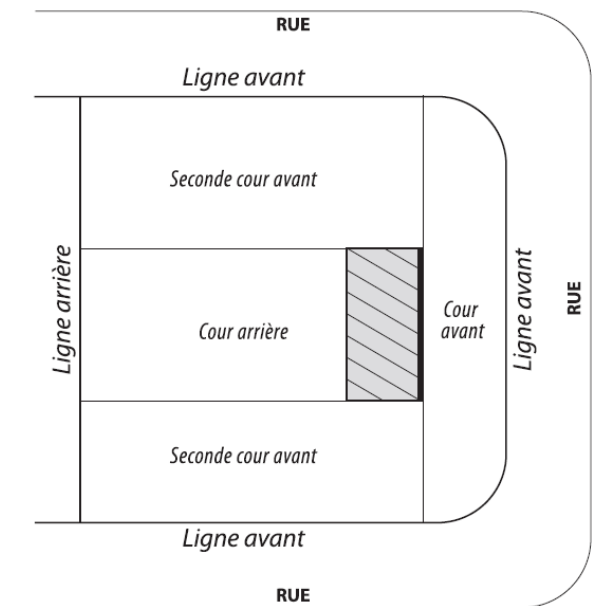 RUE
Ligne avant
Seconde cour avant
Ligne arrière
Cour arrière
Cour
avant
Ligne avant
RUE
Seconde cour avant
Ligne avant
RUE